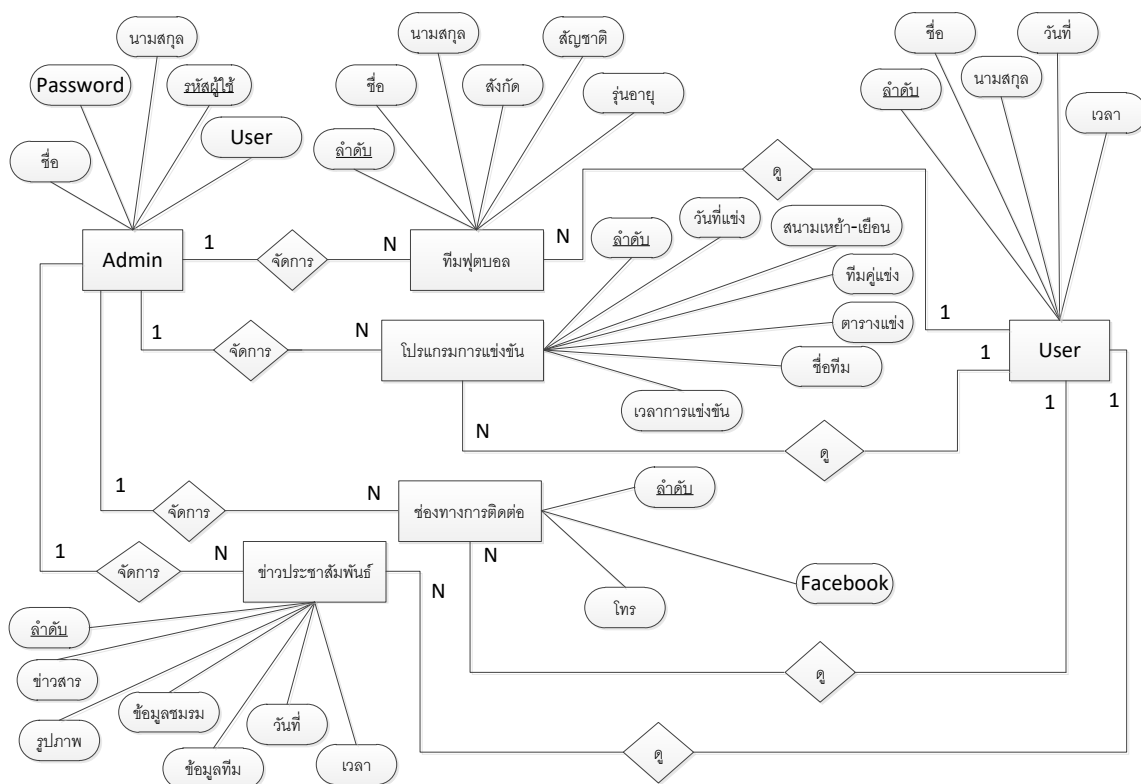 นามสกุล
Password
รหัสผู้ใช้
User
ชื่อ
นามสกุล
สัญชาติ
ชื่อ
สังกัด
รุ่นอายุ
ลำดับ
ชื่อ
วันที่
นามสกุล
ลำดับ
เวลา
ดู
Admin
1
จัดการ
N
ทีมฟุตบอล
N
ลำดับ
วันที่แข่ง
สนามเหย้า-เยือน
ทีมคู่แข่ง
ตารางแข่ง
ชื่อทีม
เวลาการแข่งขัน
1
จัดการ
N
โปรแกรมการแข่งขัน
1
1
User
1
1
N
ดู
1
จัดการ
N
ช่องทางการติดต่อ
ลำดับ
Facebook
โทร
N
1
จัดการ
N
ข่าวประชาสัมพันธ์
N
ลำดับ
ข่าวสาร
รูปภาพ
ข้อมูลชมรม
ข้อมูลทีม
วันที่
เวลา
ดู
ดู